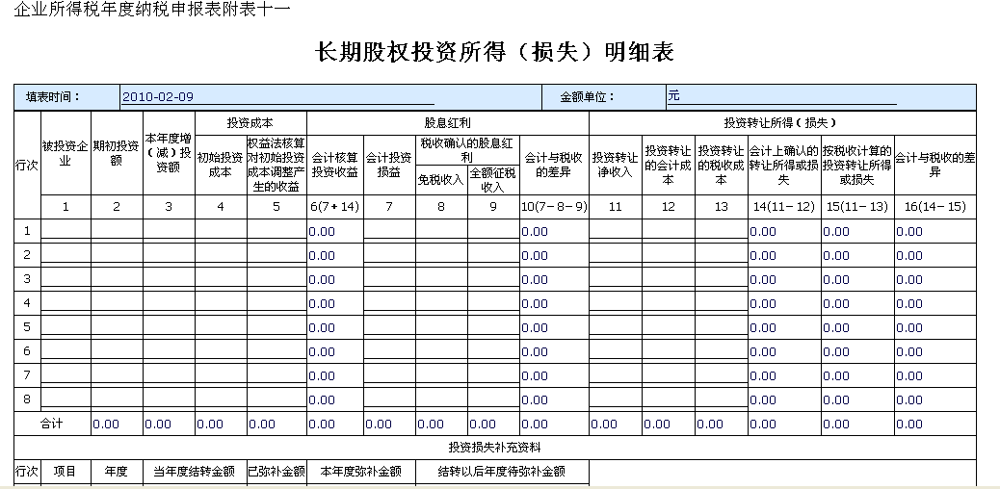 企业所得税年度纳税申报表附表十一
长期股权投资所得（损失）明细表
填表时间： 2010-02-09 金额单位： 元
行次 被投资企业 期初投资额 本年度增（减）投资额 投资成本 股息红利 投资转让所得（损失）
初始投资成本 权益法核算对初始投资成本调整产生的收益 会计核算投资收益 会计投资损益 税收确认的股息红利 会计与税收的差异 投资转让净收入 投资转让的会计成本 投资转让的税收成本 会计上确认的转让所得或损失 按税收计算的投资转让所得或损失 会计与税收的差异
免税收入 全额征税收入
1 2 3 4 5 6(7+14) 7 8 9 10(7-8-9) 11 12 13 14(11-12) 15(11-13) 16(14-15)
1 0.00 0.00 0.00 0.00 0.00
2 0.00 0.00 0.00 0.00 0.00
3 0.00 0.00 0.00 0.00 0.00
4 0.00 0.00 0.00 0.00 0.00
5 0.00 0.00 0.00 0.00 0.00
6 0.00 0.00 0.00 0.00 0.00
7 0.00 0.00 0.00 0.00 0.00
8 0.00 0.00 0.00 0.00 0.00
合计 0.00 0.00 0.00 0.00 0.00 0.00 0.00 0.00 0.00 0.00 0.00 0.00 0.00 0.00 0.00
投资损失补充资料
行次 项目 年度 当年度结转金额 已弥补金额 本年度弥补金额 结转以后年度待弥补金额